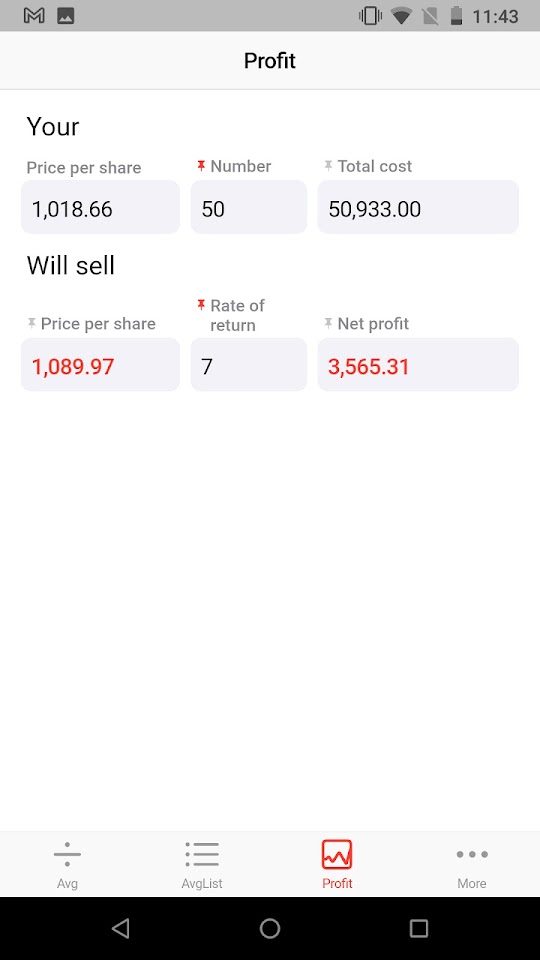 11:43
Profit
Your
Price per share
Number
Total cost
1,018.66
50
50,933.00
Will sell
Price per share
Rate of
return
Net profit
1,089.97
7
3,565.31
Avg
AvgList
Profit
More